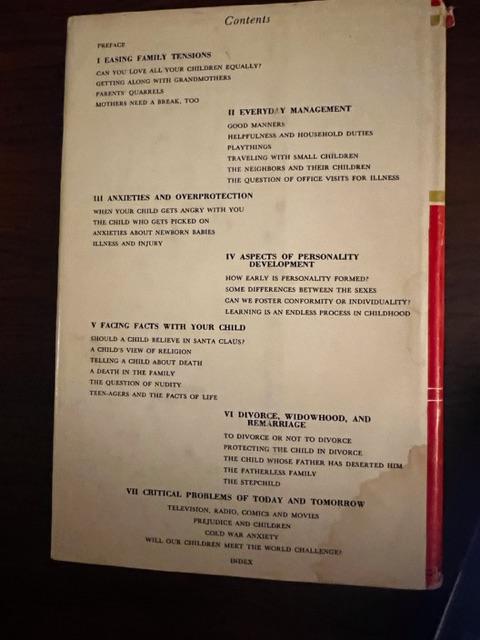 Contents
PREFACE
I EASING FAMILY TENSIONS
CAN YOU LOVE ALL YOUR CHILDREN EQUALLY?
GETTING ALONG WITH GRANDMOTHERS
PARENTS' QUARRELS
MOTHERS NEED A BREAK, TOO
II EVERYDAY MANAGEMENT
GOOD MANNERS
HELPFULNESS AND HOUSEHOLD DUTIES
PLAYTHINGS
TRAVELING WITH SMALL CHILDREN
THE NEIGHBORS AND THEIR CHILDREN
THE QUESTION OF OFFICE VISITS FOR ILLNESS
III ANXIETIES AND OVERPROTECTION
WHEN YOUR CHILD GETS ANGRY WITH YOU
THE CHILD WHO GETS PICKED ON
ANXIETIES ABOUT NEWBORN BABIES
ILLNESS AND INJURY
IV ASPECTS OF PERSONALITY
DEVELOPMENT
HOW EARLY IS PERSONALITY FORMED?
SOME DIFFERENCES BETWEEN THE SEXES
CAN WE FOSTER CONFORMITY OR INDIVIDUALITY?
LEARNING IS AN ENDLESS PROCESS IN CHILDHOOD
V FACING FACTS WITH YOUR CHILD
SHOULD A CHILD BELIEVE IN SANTA CLAUS?
A CHILD'S VIEW OF RELIGION
TELLING A CHILD ABOUT DEATH
A DEATH IN THE FAMILY
THE QUESTION OF NUDITY
TEEN-AGERS AND THE FACTS OF LIFE
VI DIVORCE, WIDOWHOOD, AND
REMARRIAGE
TO DIVORCE OR NOT TO DIVORCE
PROTECTING THE CHILD IN DIVORCE
THE CHILD WHOSE FATHER HAS DESERTED HIM
THE FATHERLESS FAMILY
THE STEPCHILD
VII CRITICAL PROBLEMS OF TODAY AND TOMORROW
TELEVISION, RADIO, COMICS AND MOVIES
PREJUDICE AND CHILDREN
COLD WAR ANXIETY
WILL OUR CHILDREN MEET THE WORLD CHALLENGE?
INDEX